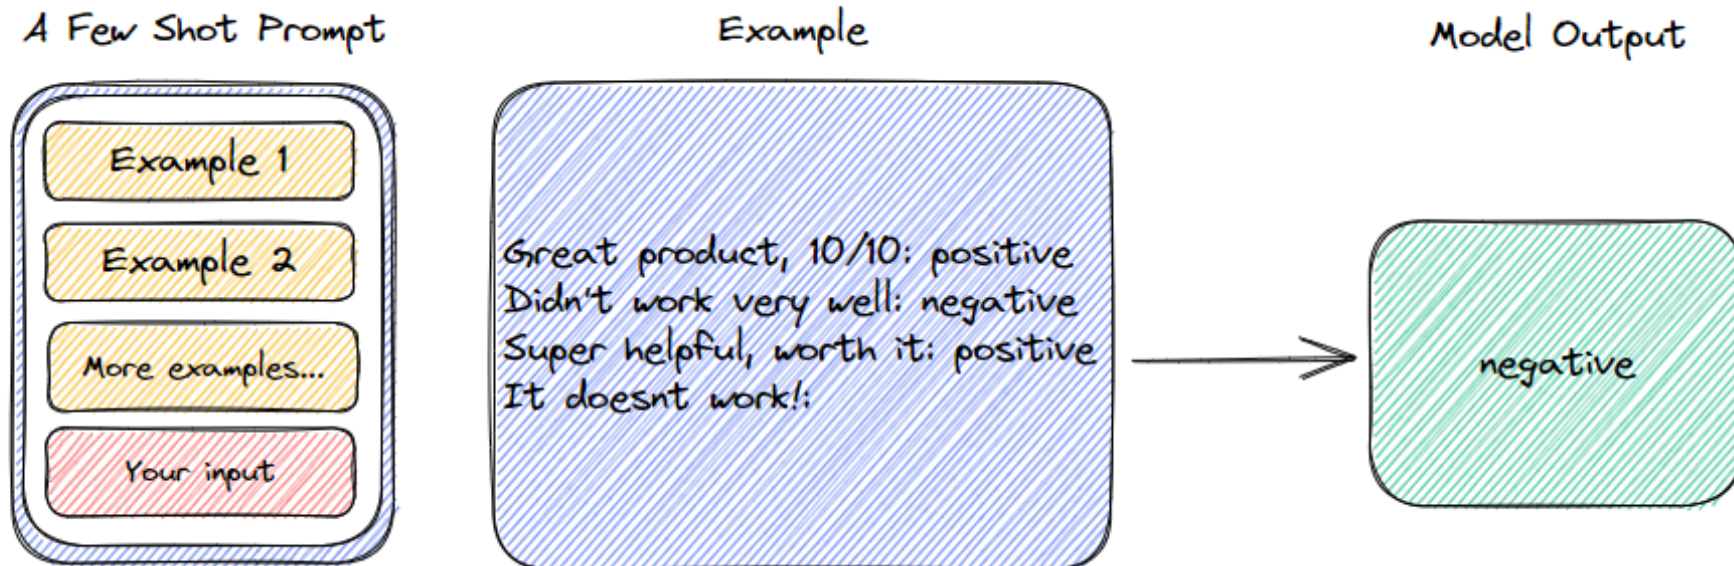 A Few Shot Prompt
Example 1
Example 2
More examples...
Your input
Example
Great product, 10/10: positive
Didn't work very well: negative
Super helpful, worth it: positive
It doesnt work!:
Model Output
negative